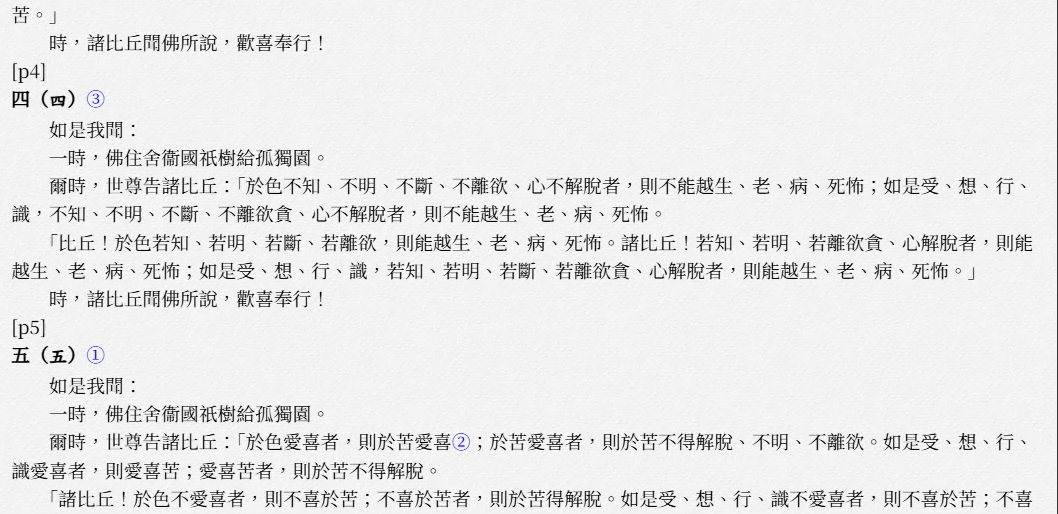 苦。」
時，諸比丘聞佛所說，歡喜奉行！
[p4]
四（四）③
如是我聞：
一時，佛住舍衞國祇樹給孤獨園。
爾時，世尊告諸比丘：「於色不知、不明、不斷、不離欲、心不解脫者，則不能越生、老、病、死怖；如是受、想、行、
識，不知、不明、不斷、不離欲貪、心不解脫者，則不能越生、老、病、死怖。
「比丘！於色若知、若明、若斷、若離欲，則能越生、老、病、死怖。諸比丘！若知、若明、若離欲貪、心解脫者，則能
越生、老、病、死怖；如是受、想、行、識，若知、若明、若斷、若離欲貪、心解脫者，則能越生、老、病、死怖。」
時，諸比丘聞佛所說，歡喜奉行！
[p5]
五（五）①
如是我聞：
一時，佛住舍衞國祇樹給孤獨園。
爾時，世尊告諸比丘：「於色愛喜者，則於苦愛喜②；於苦愛喜者，則於苦不得解脫、不明、不離欲。如是受、想、行、
識愛喜者，則愛喜苦；愛喜苦者，則於苦不得解脫。
「諸比丘！於色不愛喜者，則不喜於苦；不喜於苦者，則於苦得解脫。如是受、想、行、識不愛喜者，則不喜於苦；不喜